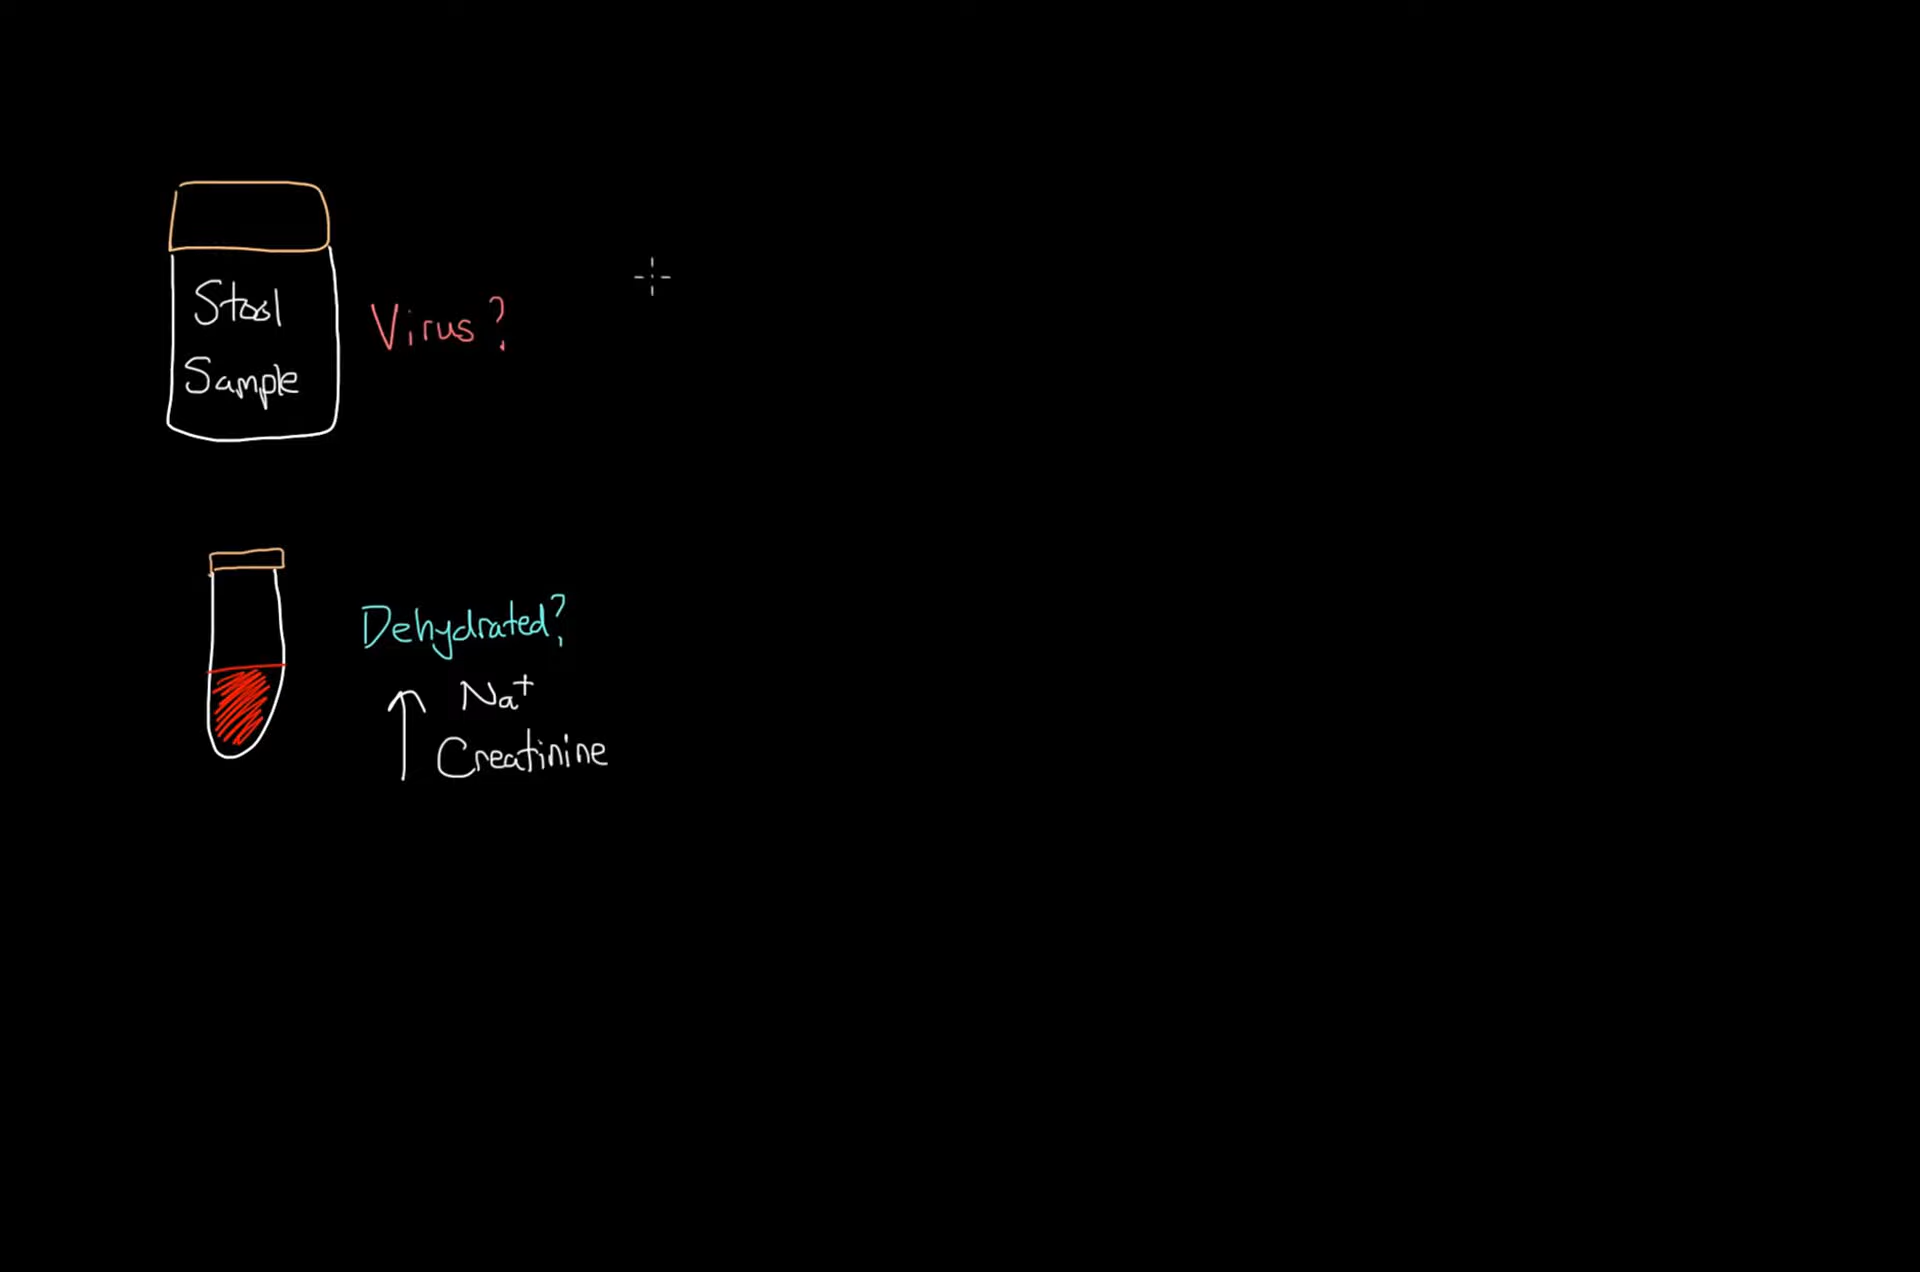 Stool
Sample
Virus?
Dehydrated?
↑ Na⁺
Creatinine